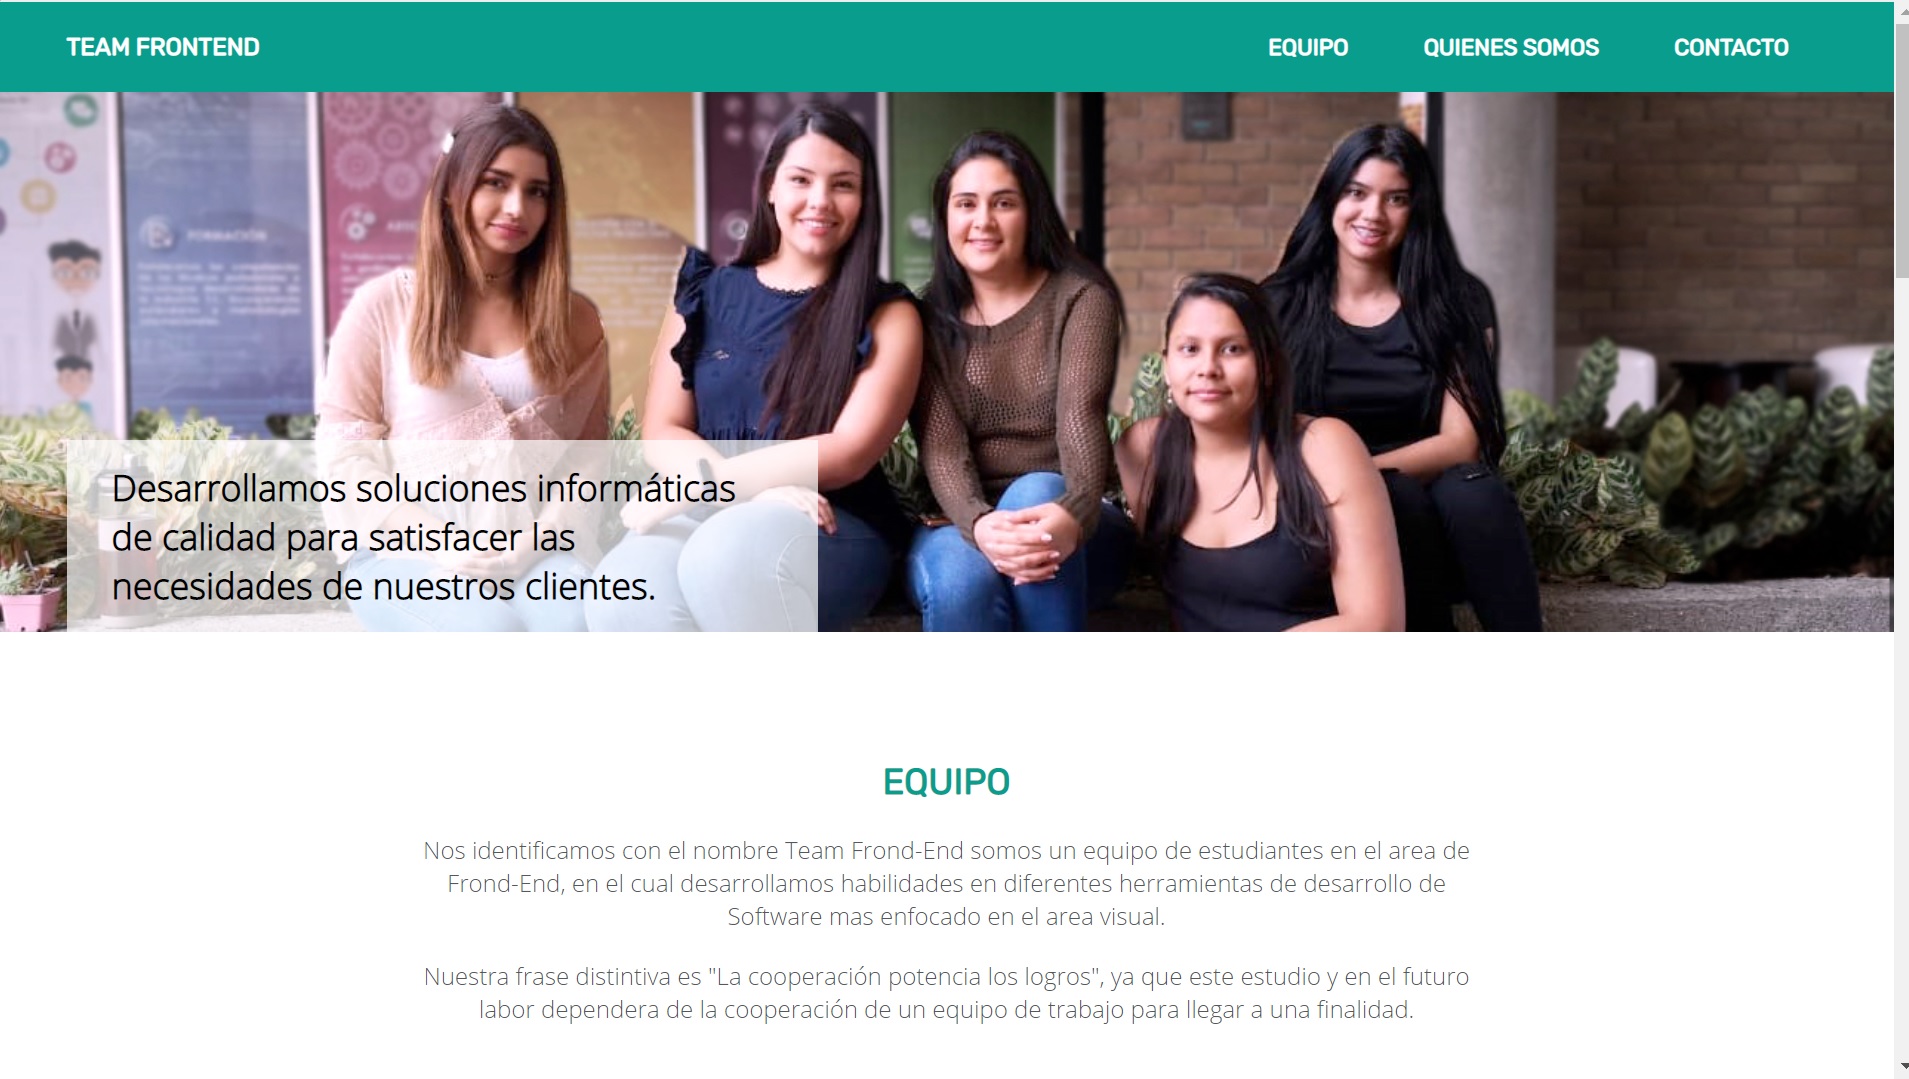 TEAM FRONTEND
EQUIPO
QUIENES SOMOS
CONTACTO
FORMACIÓN
Desarrollamos soluciones informáticas
de calidad para satisfacer las
necesidades de nuestros clientes.
EQUIPO
Nos identificamos con el nombre Team Frond-End somos un equipo de estudiantes en el area de
Frond-End, en el cual desarrollamos habilidades en diferentes herramientas de desarrollo de
Software mas enfocado en el area visual.
Nuestra frase distintiva es "La cooperación potencia los logros", ya que este estudio y en el futuro
labor dependera de la cooperación de un equipo de trabajo para llegar a una finalidad.